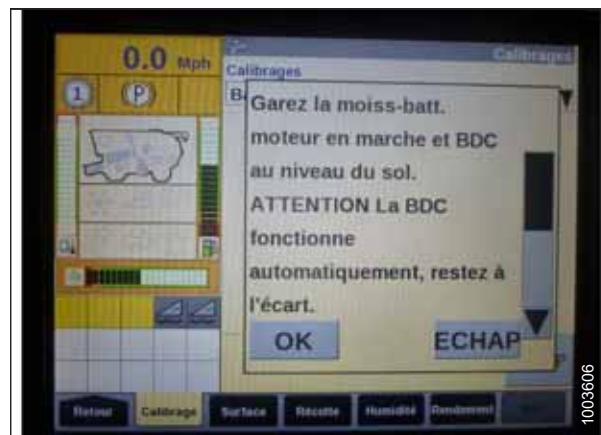 0.0 Mph
Calibrages
Calibrages
1
(P)
B
Garez la moiss-batt.
moteur en marche et BDC
au niveau du sol.
ATTENTION La BDC
fonctionne
automatiquement, restez à
l'écart.
OK
ECHAP
P
Retour
Calibrage
Surface
Récolte
Humidité
Rendement
1003606